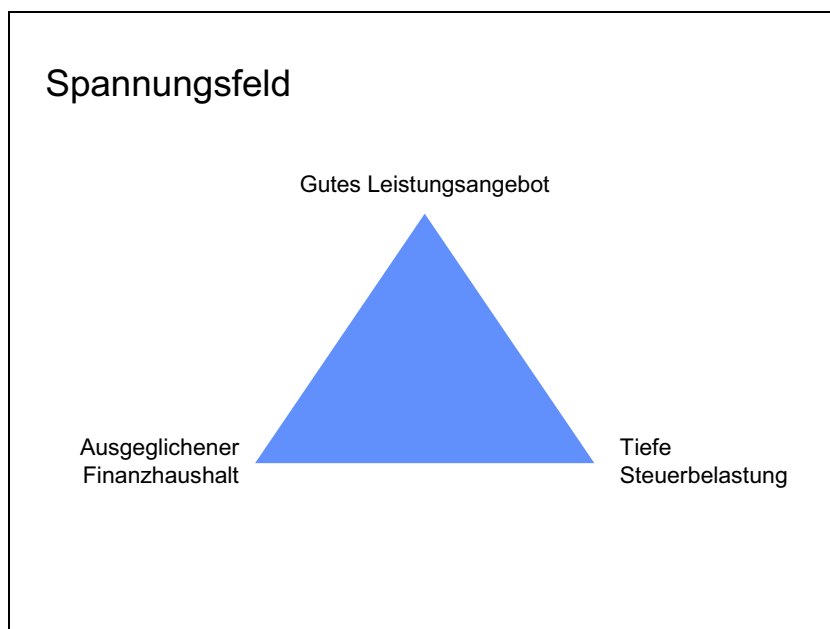 Spannungsfeld
Gutes Leistungsangebot
Ausgeglichener
Finanzhaushalt
Tiefe
Steuerbelastung